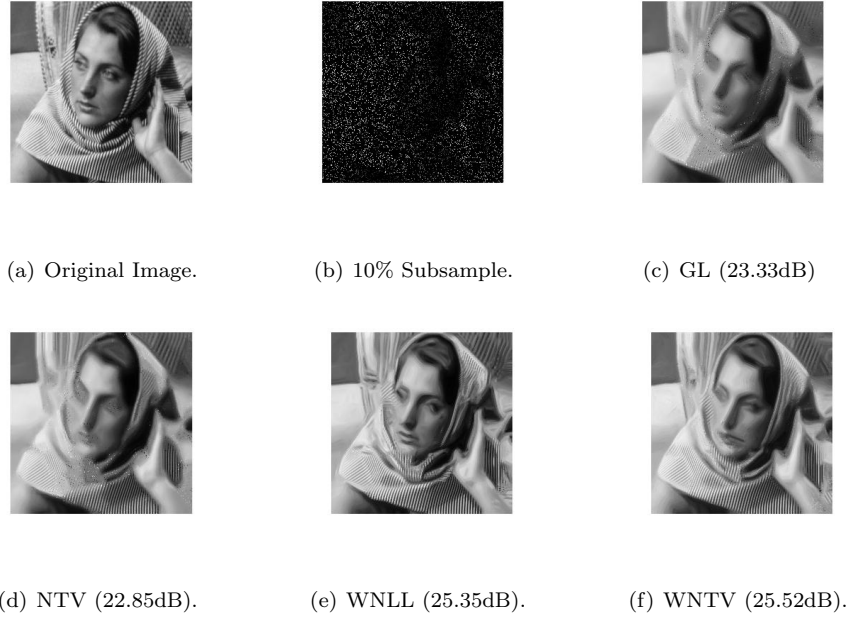 (a) Original Image.
(b) 10% Subsample.
(c) GL (23.33dB)
(d) NTV (22.85dB).
(e) WNLL (25.35dB).
(f) WNTV (25.52dB).